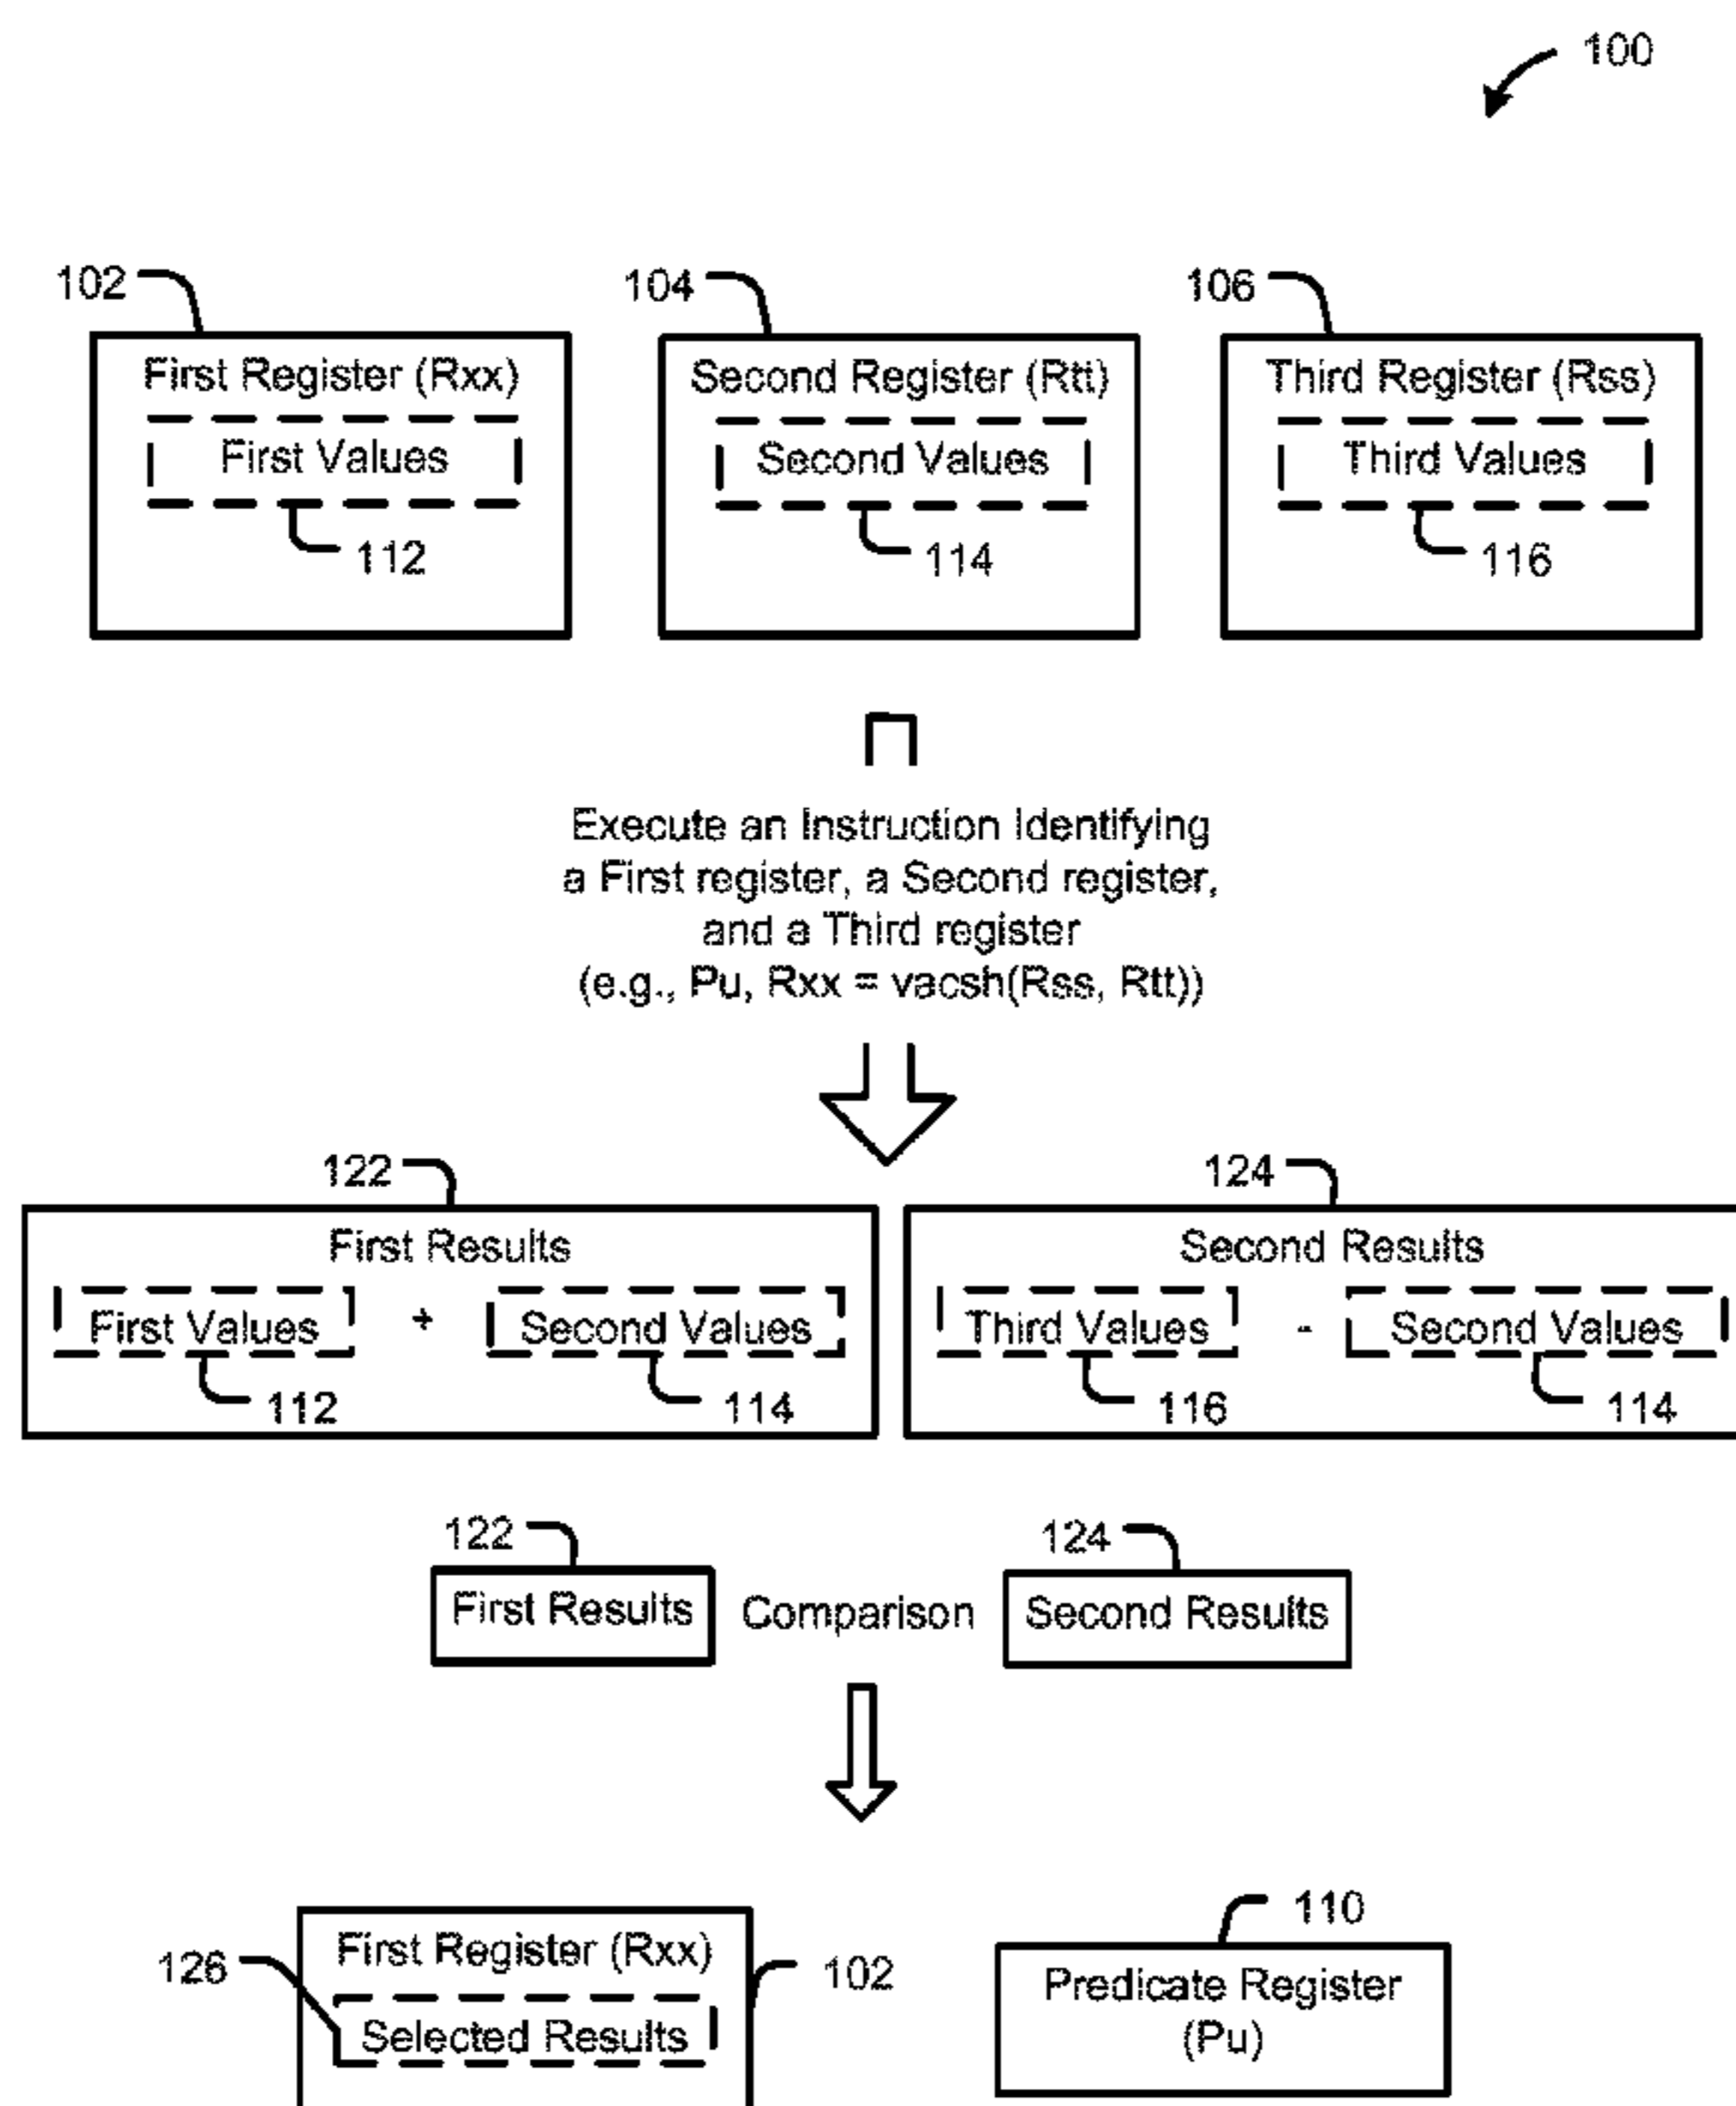 100
102
104
106
First Register (Rxx)
Second Register (Rtt)
Third Register (Rss)
First Values
Second Values
Third Values
112
114
116
Execute an Instruction Identifying
a First register, a Second register,
and a Third register
(e.g., Pu, Rxx = vacsh(Rss, Rtt))
122
124
First Results
Second Results
First Values + Second Values
Third Values - Second Values
112
114
116
114
122
124
First Results Comparison Second Results
110
126
First Register (Rxx)
102
Selected Results
Predicate Register
(Pu)